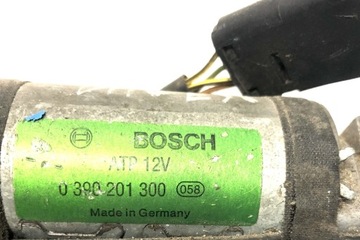 BOSCH
ATP 12V
0 390 201 300 058
Made in Germany